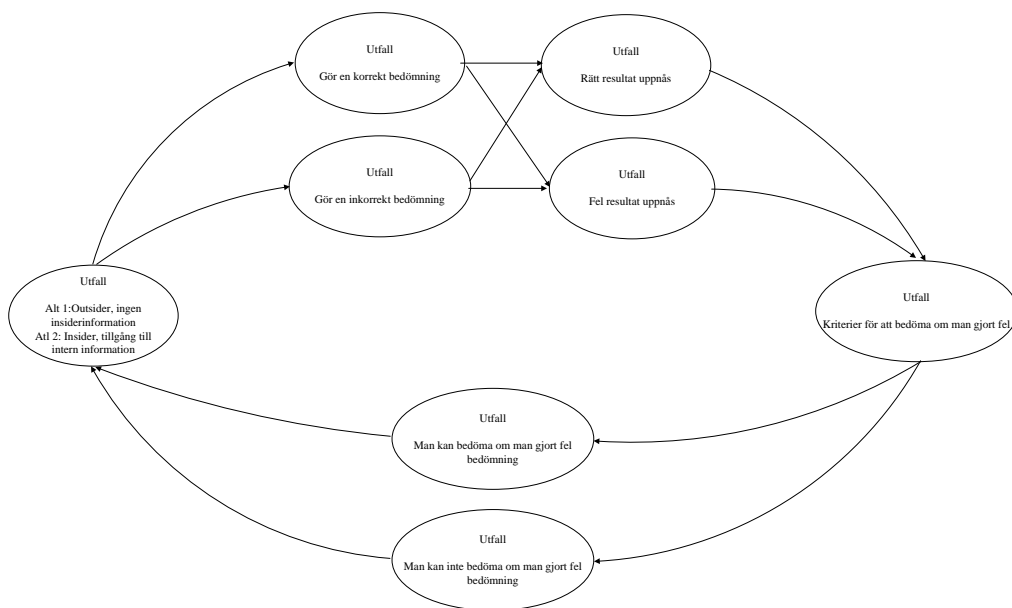 Utfall
Gör en korrekt bedömning
Utfall
Rätt resultat uppnås
Utfall
Gör en inkorrekt bedömning
Utfall
Fel resultat uppnås
Utfall
Alt 1:Outsider, ingen
insiderinformation
Atl 2: Insider, tillgång till
intern information
Utfall
Kriterier för att bedöma om man gjort fel
Utfall
Man kan bedöma om man gjort fel
bedömning
Utfall
Man kan inte bedöma om man gjort fel
bedömning